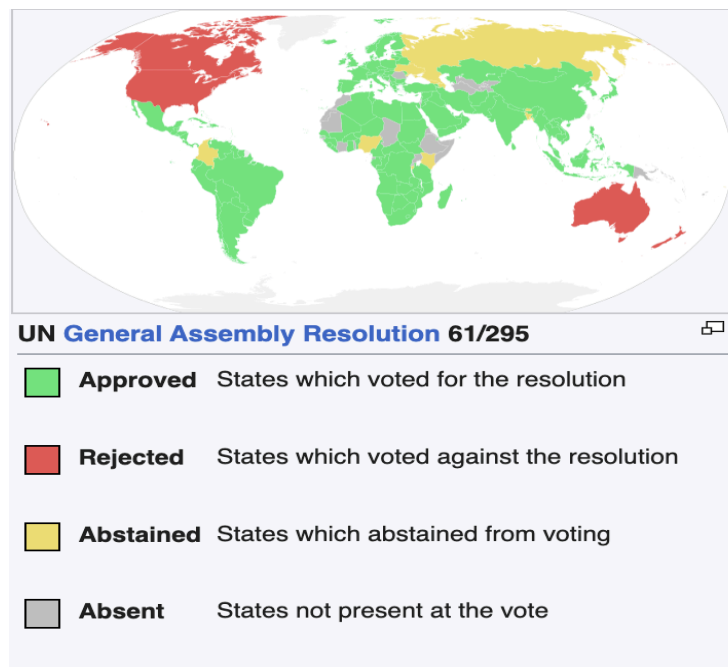 UN General Assembly Resolution 61/295
Approved States which voted for the resolution
Rejected States which voted against the resolution
Abstained States which abstained from voting
Absent States not present at the vote